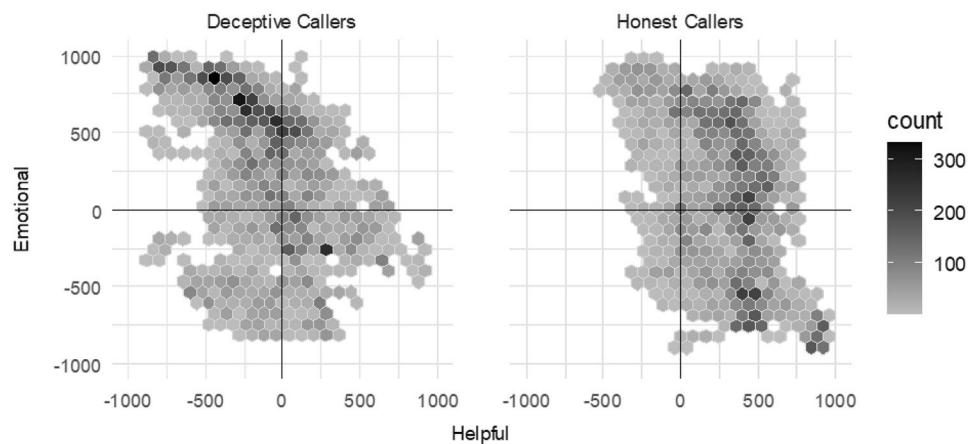 Deceptive Callers
Honest Callers
1000
500
0
-500
-1000
Emotional
-1000 -500 0 500 1000
-1000 -500 0 500 1000
Helpful
count
300
200
100